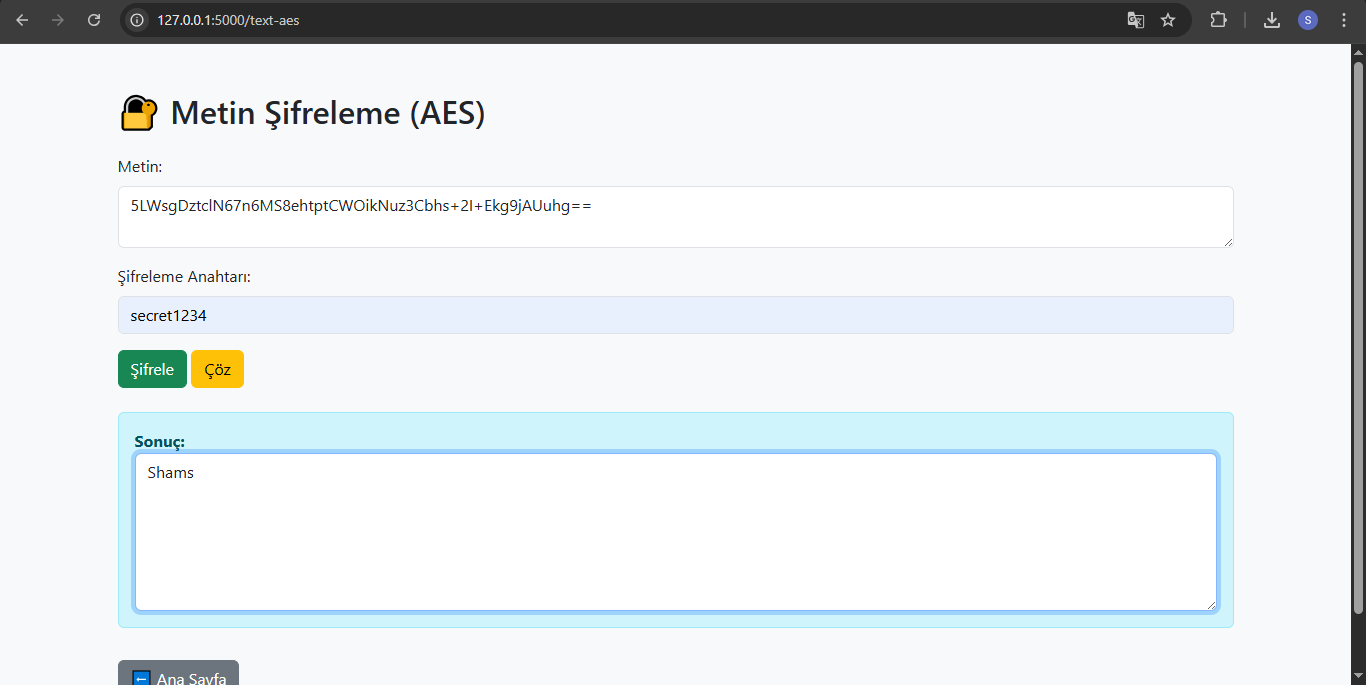 127.0.0.1:5000/text-aes
S
Metin Şifreleme (AES)
Metin:
5LWsgDztclN67n6MS8ehtptCWOikNuz3Cbhs+2I+Ekg9jAUuhg==
Şifreleme Anahtarı:
secret1234
Şifrele Çöz
Sonuç:
Shams
Ana Sayfa